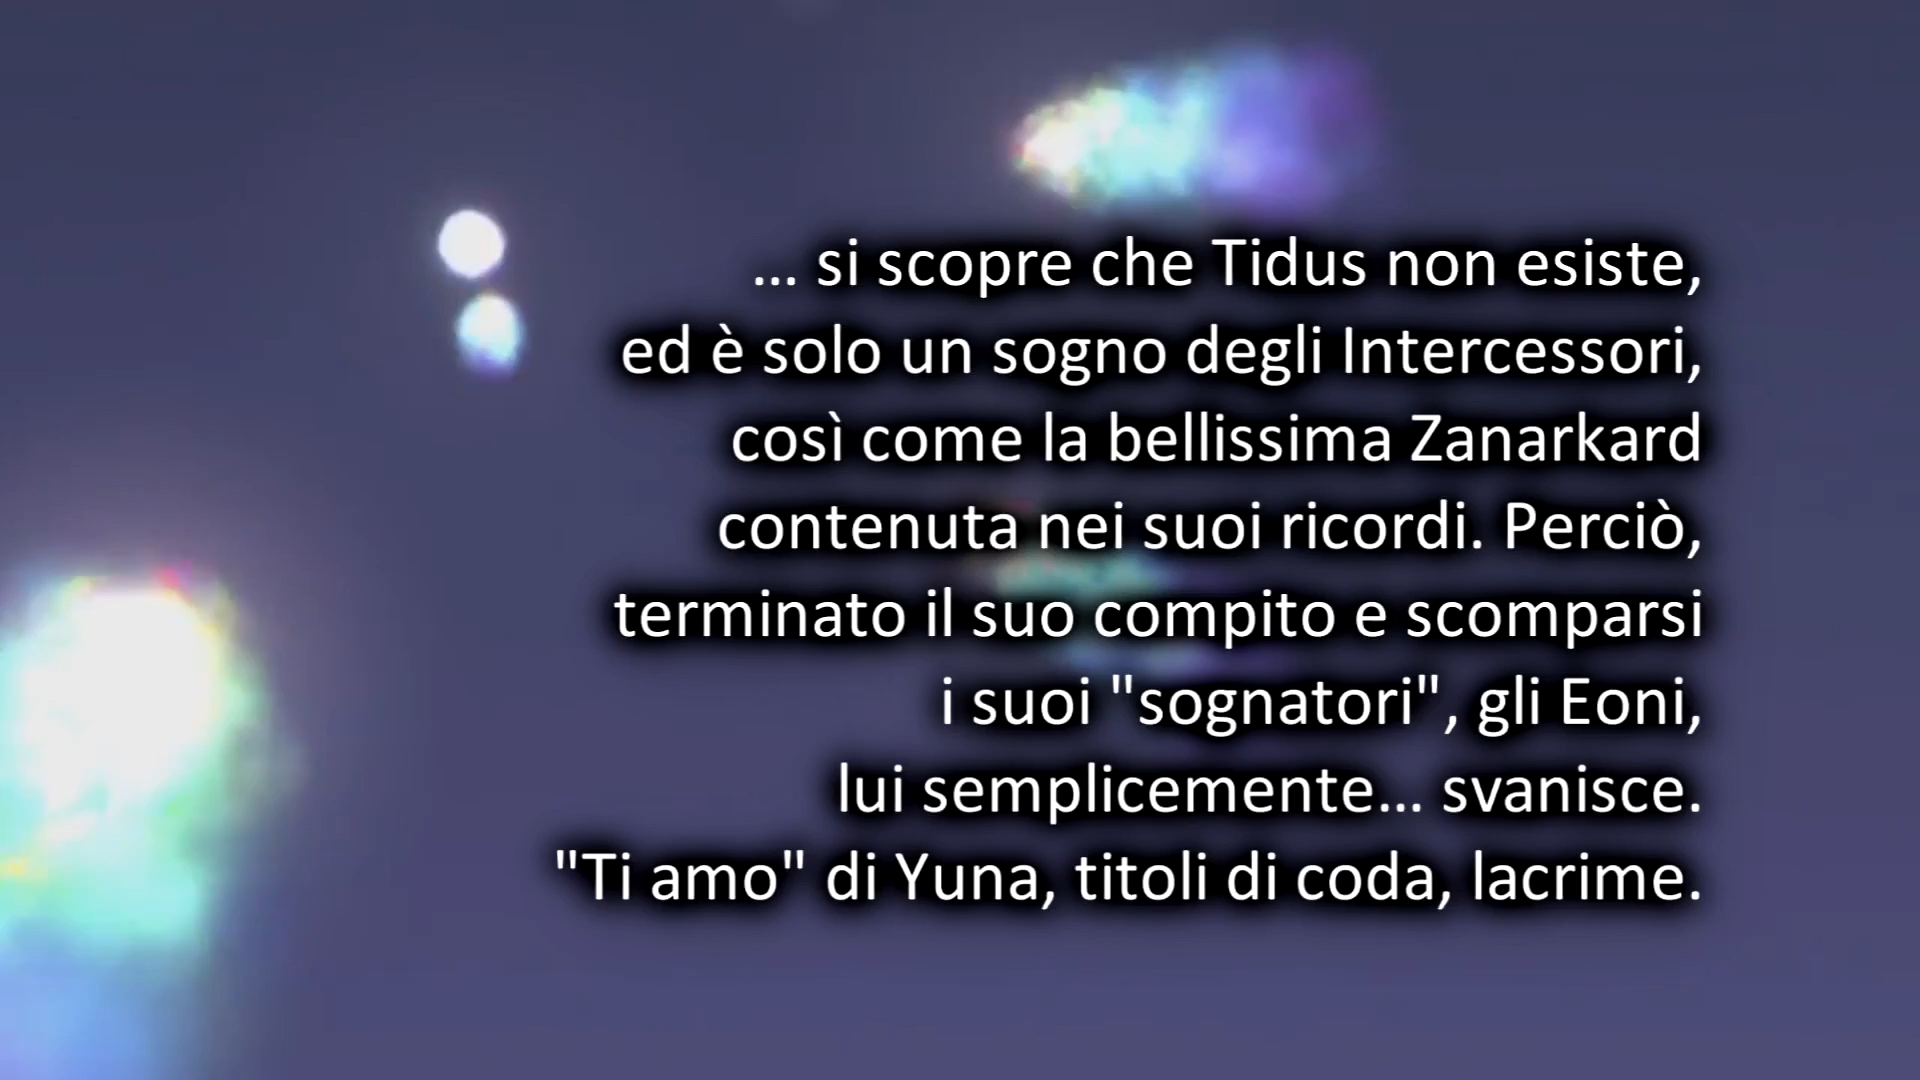 ... si scopre che Tidus non esiste,
ed è solo un sogno degli Intercessori,
così come la bellissima Zanarkard
contenuta nei suoi ricordi. Perciò,
terminato il suo compito e scomparsi
i suoi "sognatori", gli Eoni,
lui semplicemente... svanisce.
"Ti amo" di Yuna, titoli di coda, lacrime.